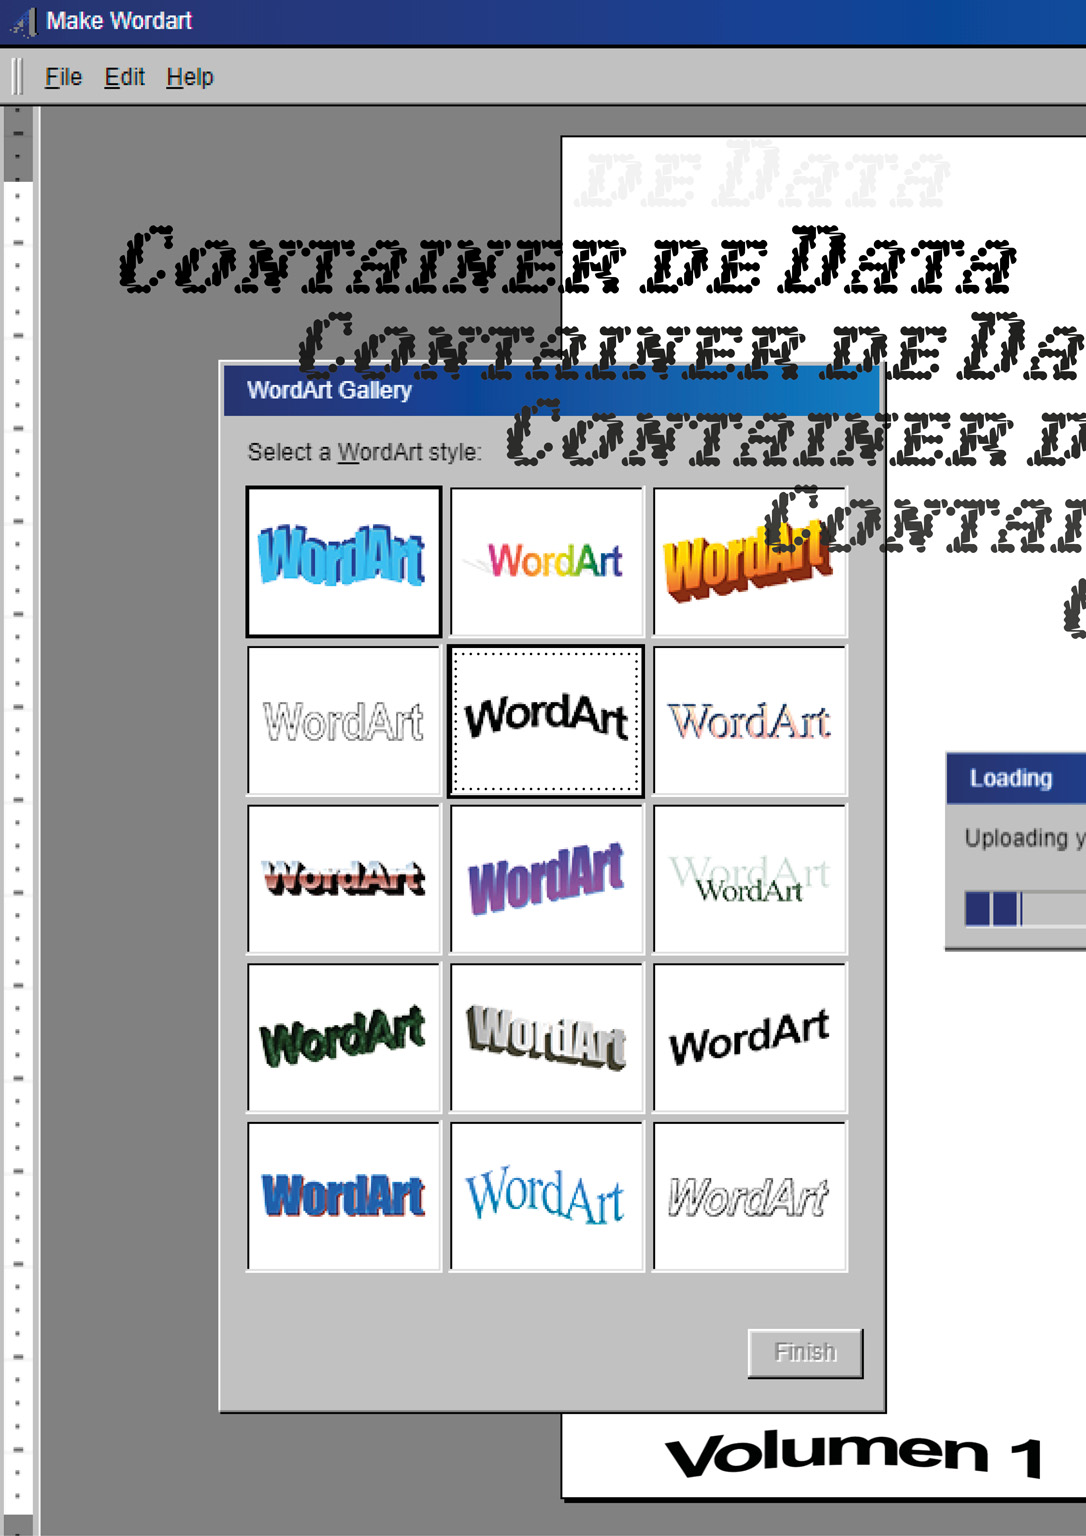 Make Wordart
File Edit Help
DE DATA
CONTAINER DE DATA
CONTAINER DE DA
WordArt Gallery
Select a WordArt style:
CONTAINER D
CONTAI
WordArt WordArt WordArt
WordArt WordArt WordArt
Loading
Uploading y
WordArt WordArt WordArt
WordArt WordArt WordArt
WordArt WordArt WordArt
Finish
Volumen 1